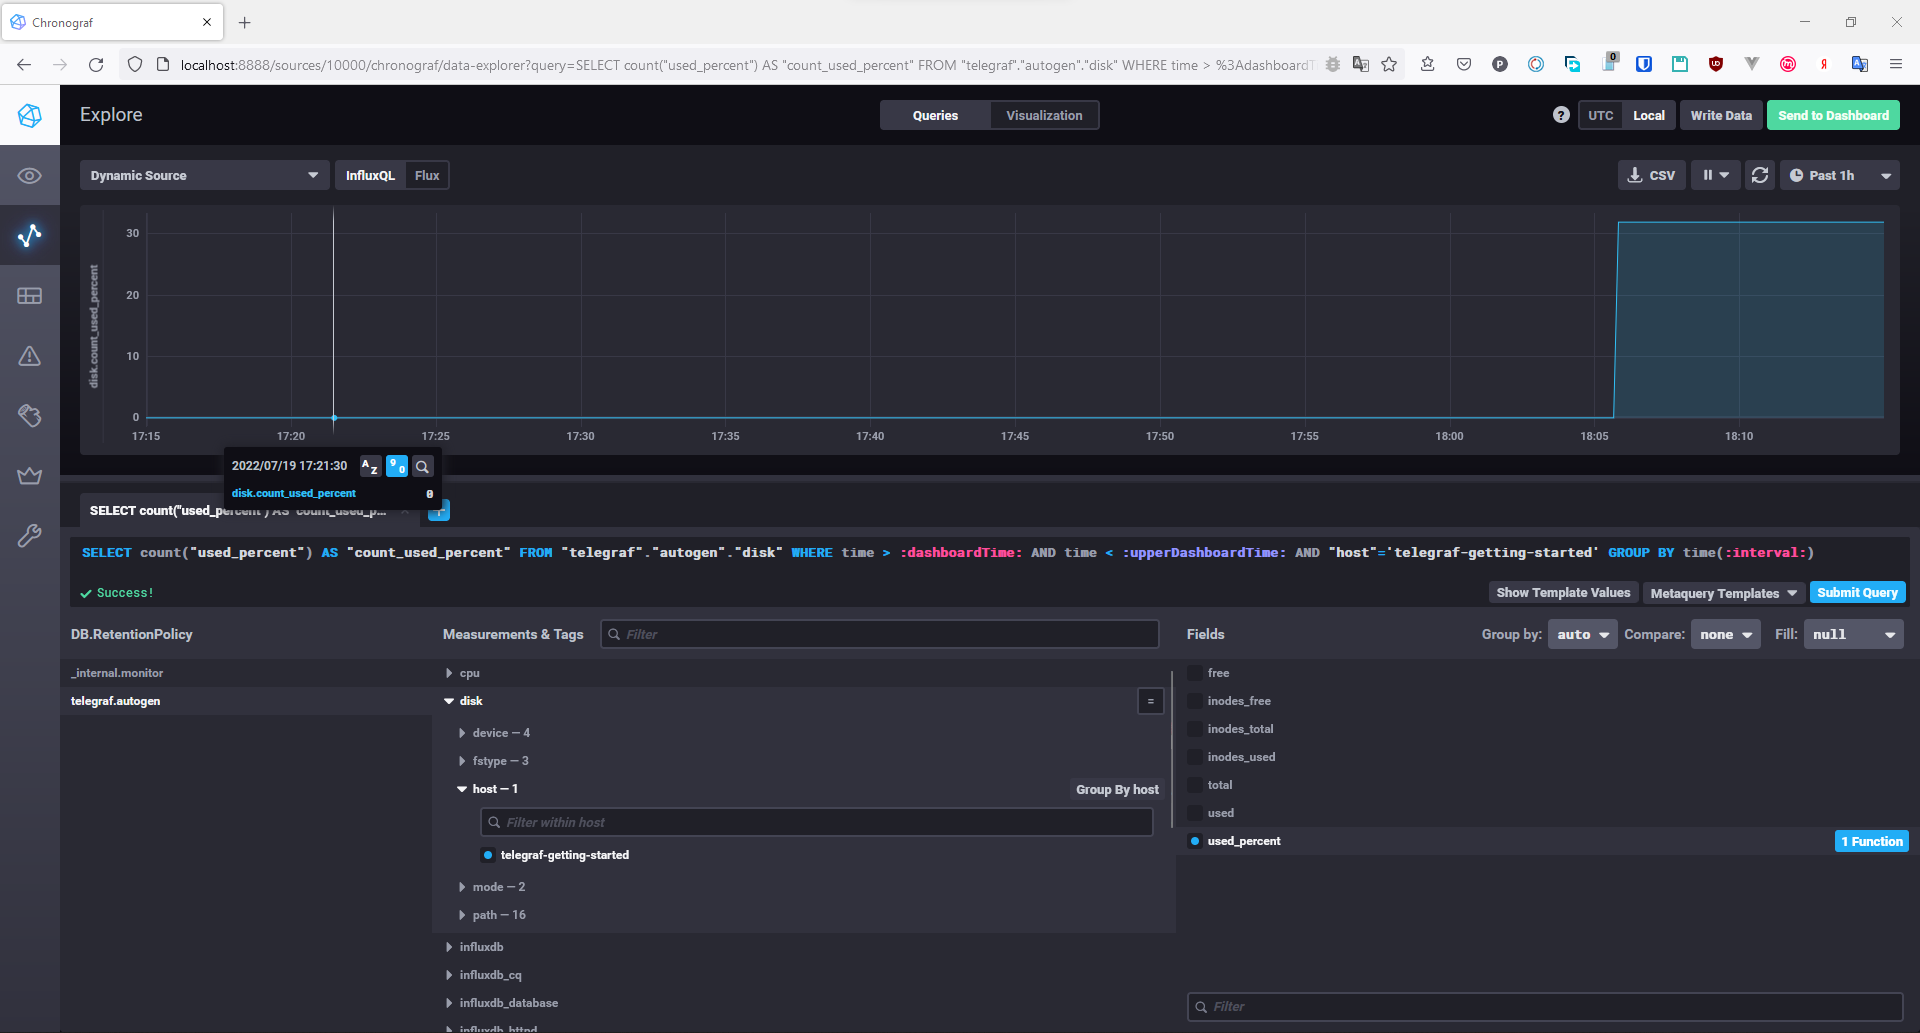 Chronograf
localhost:8888/sources/10000/chronograf/data-explorer?query=SELECT count("used_percent") AS "count_used_percent" FROM "telegraf"."autogen"."disk" WHERE time > %3Adashboard
0
Explore
Queries
Visualization
?
UTC
Local
Write Data
Send to Dashboard
Dynamic Source
InfluxQL
Flux
CSV
Past 1h
disk.count_used_percent
30
20
10
0
17:15
17:20
17:25
17:30
17:35
17:40
17:45
17:50
17:55
18:00
18:05
18:10
2022/07/19 17:21:30
AZ
90
disk.count_used_percent
0
SELECT count("used_percent") AS "count_used_p...
SELECT count("used_percent") AS "count_used_percent" FROM "telegraf"."autogen"."disk" WHERE time > :dashboardTime: AND time < :upperDashboardTime: AND "host"='telegraf-getting-started' GROUP BY time(:interval:)
Success!
Show Template Values
Metaquery Templates
Submit Query
DB.RetentionPolicy
Measurements & Tags
Filter
Fields
Group by:
auto
Compare:
none
Fill:
null
_internal.monitor
telegraf.autogen
cpu
disk
=
device — 4
fstype — 3
host — 1
Group By host
Filter within host
telegraf-getting-started
mode — 2
path — 16
influxdb
influxdb_cq
influxdb_database
influxdb_httpd
free
inodes_free
inodes_total
inodes_used
total
used
used_percent
1 Function
Filter